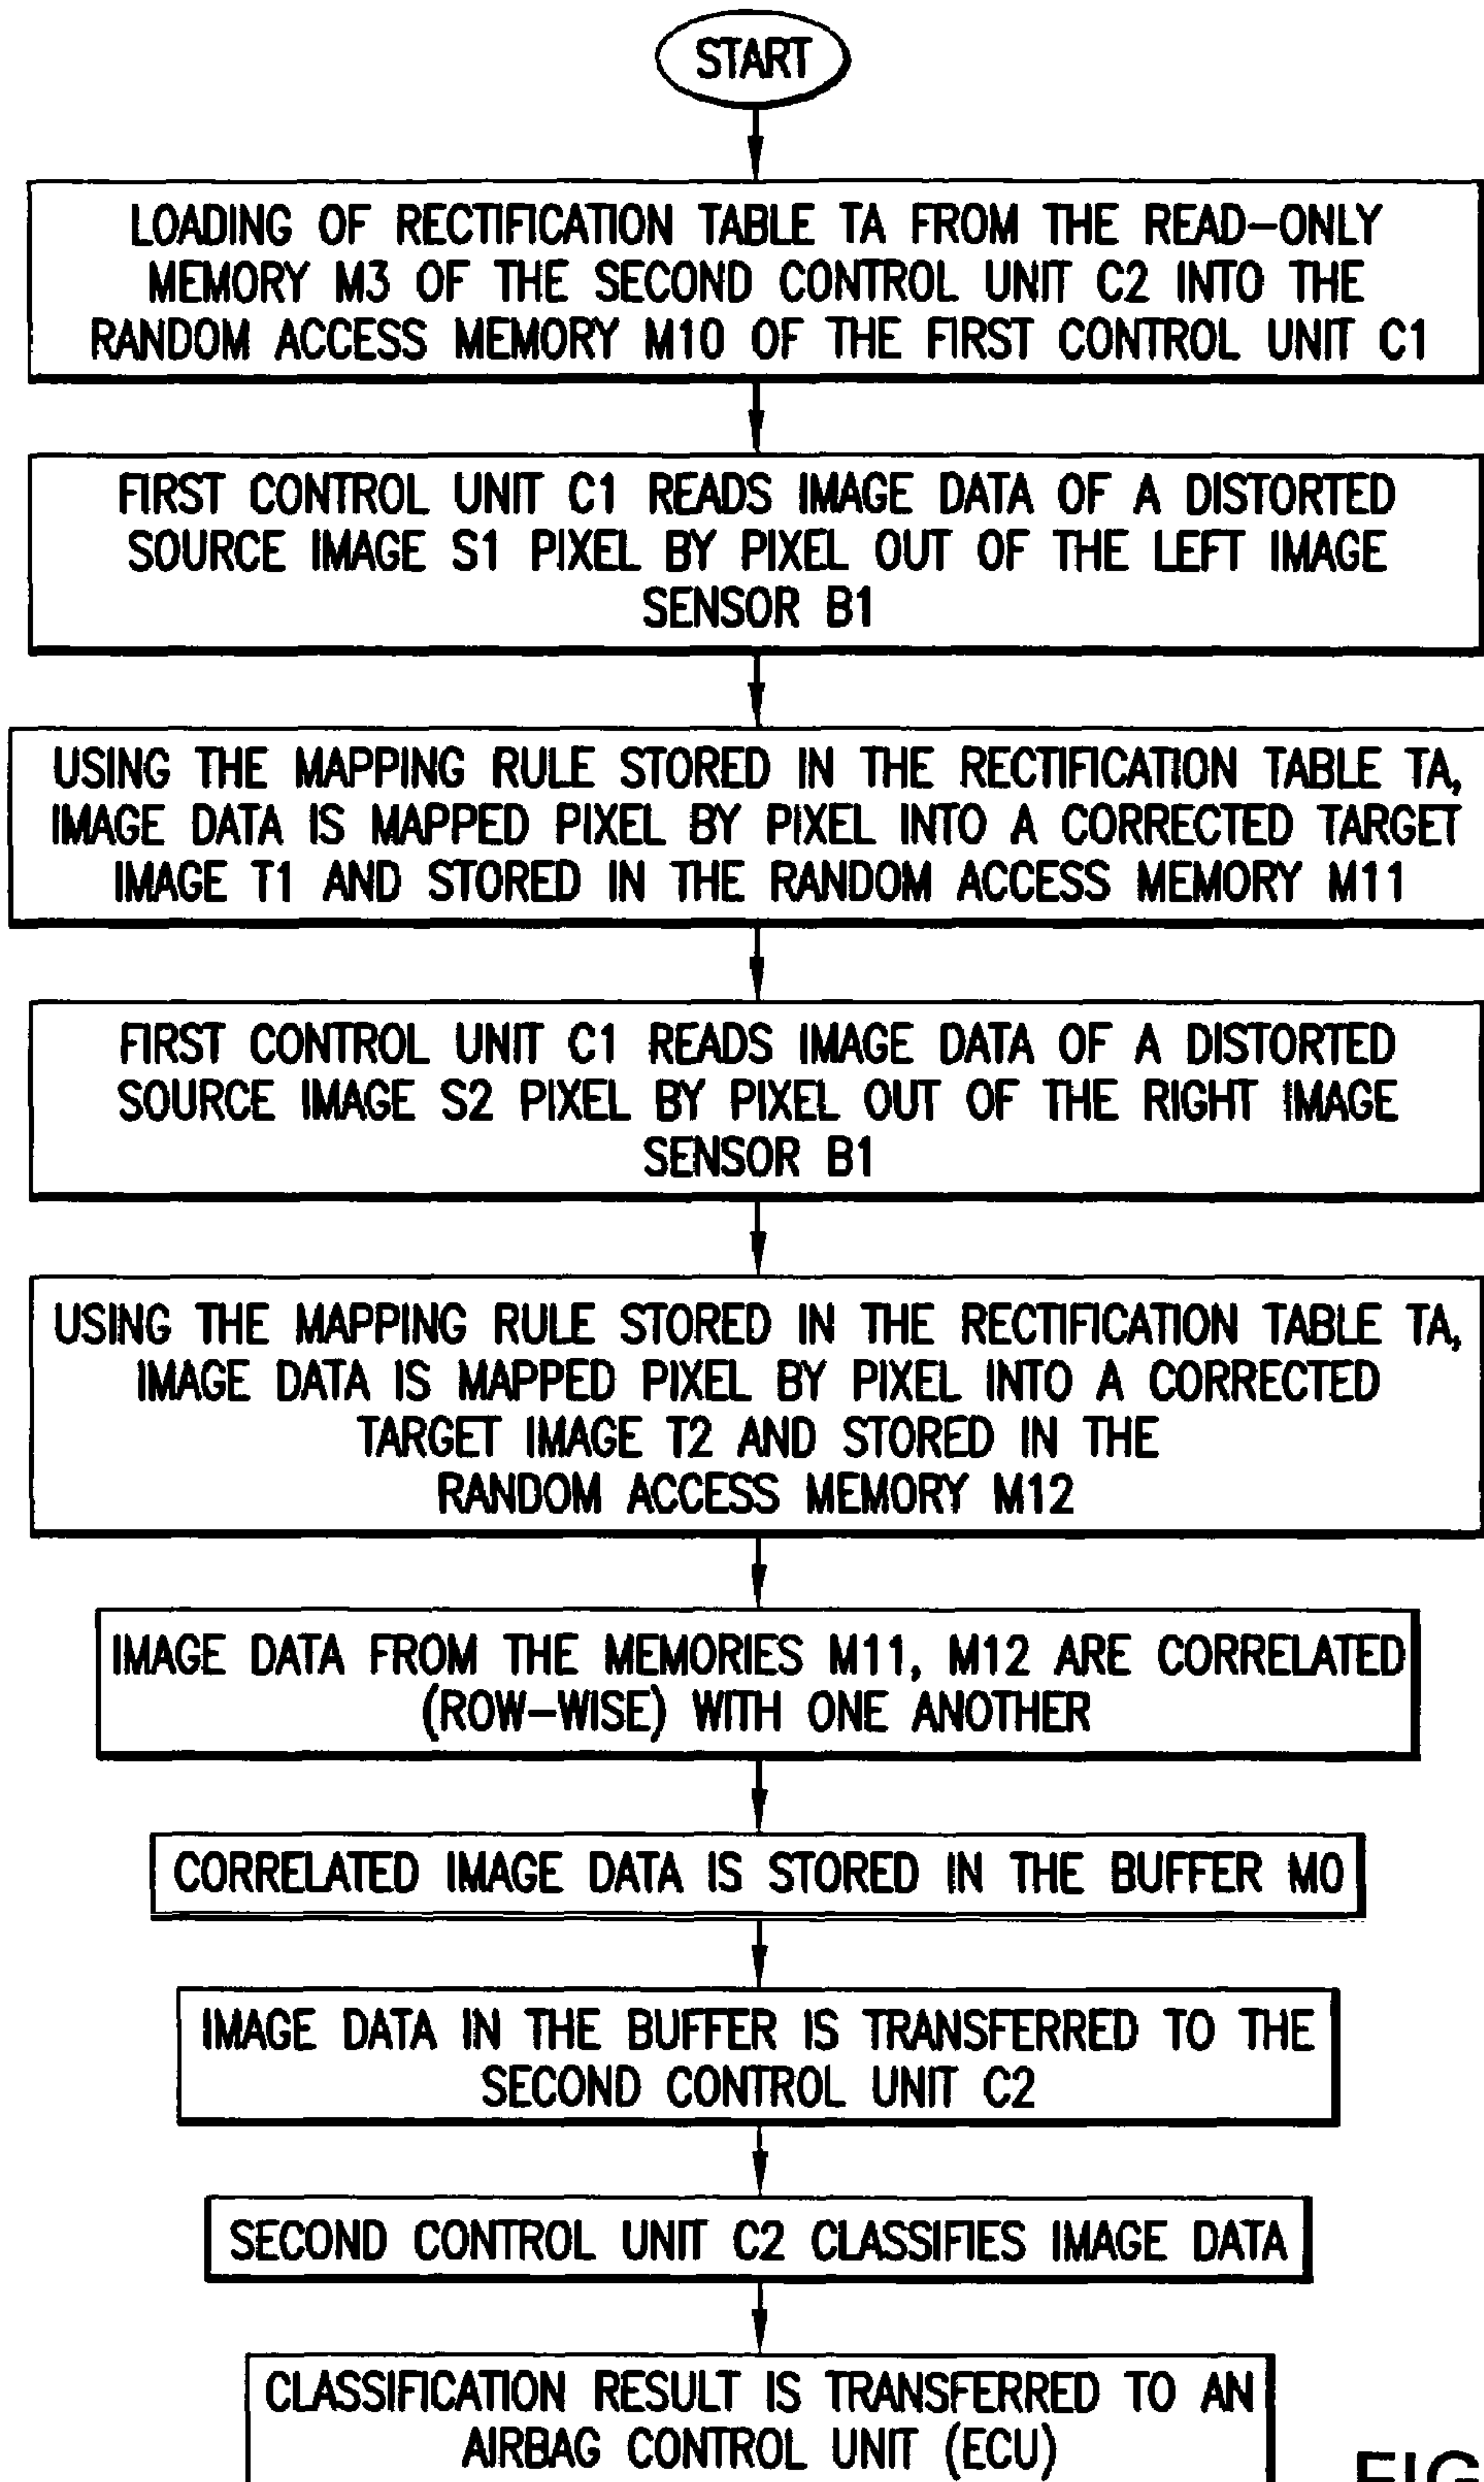 START
LOADING OF RECTIFICATION TABLE TA FROM THE READ-ONLY
MEMORY M3 OF THE SECOND CONTROL UNIT C2 INTO THE
RANDOM ACCESS MEMORY M10 OF THE FIRST CONTROL UNIT C1
FIRST CONTROL UNIT C1 READS IMAGE DATA OF A DISTORTED
SOURCE IMAGE S1 PIXEL BY PIXEL OUT OF THE LEFT IMAGE
SENSOR B1
USING THE MAPPING RULE STORED IN THE RECTIFICATION TABLE TA,
IMAGE DATA IS MAPPED PIXEL BY PIXEL INTO A CORRECTED TARGET
IMAGE T1 AND STORED IN THE RANDOM ACCESS MEMORY M11
FIRST CONTROL UNIT C1 READS IMAGE DATA OF A DISTORTED
SOURCE IMAGE S2 PIXEL BY PIXEL OUT OF THE RIGHT IMAGE
SENSOR B1
USING THE MAPPING RULE STORED IN THE RECTIFICATION TABLE TA,
IMAGE DATA IS MAPPED PIXEL BY PIXEL INTO A CORRECTED
TARGET IMAGE T2 AND STORED IN THE
RANDOM ACCESS MEMORY M12
IMAGE DATA FROM THE MEMORIES M11, M12 ARE CORRELATED
(ROW-WISE) WITH ONE ANOTHER
CORRELATED IMAGE DATA IS STORED IN THE BUFFER M0
IMAGE DATA IN THE BUFFER IS TRANSFERRED TO THE
SECOND CONTROL UNIT C2
SECOND CONTROL UNIT C2 CLASSIFIES IMAGE DATA
CLASSIFICATION RESULT IS TRANSFERRED TO AN
AIRBAG CONTROL UNIT (ECU)
FIG